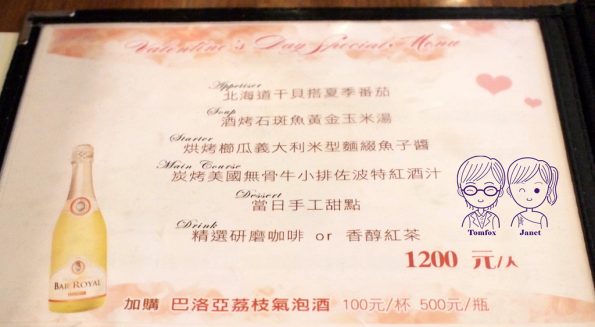 Valentine's Day Special Menu
Appetiser
北海道干貝搭夏季番茄
Soup
酒烤石斑魚黃金玉米湯
Starter
烘烤櫛瓜義大利米型麵綴魚子醬
Main Course
炭烤美國無骨牛小排佐波特紅酒汁
Dessert
當日手工甜點
Drink
精選研磨咖啡 or 香醇紅茶
1200 元/人
加購 巴洛亞荔枝氣泡酒 100元/杯 500元/瓶
BAR ROYAL
Tomfox Janet